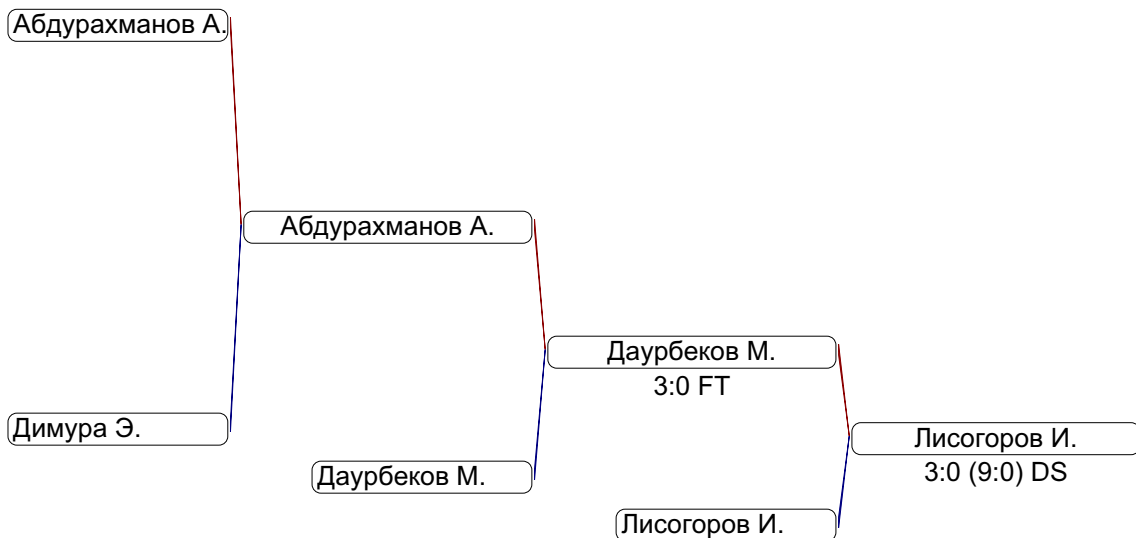 Абдурахманов А.
Абдурахманов А.
Даурбеков М.
3:0 FT
Димура Э.
Лисогоров И.
3:0 (9:0) DS
Даурбеков М.
Лисогоров И.